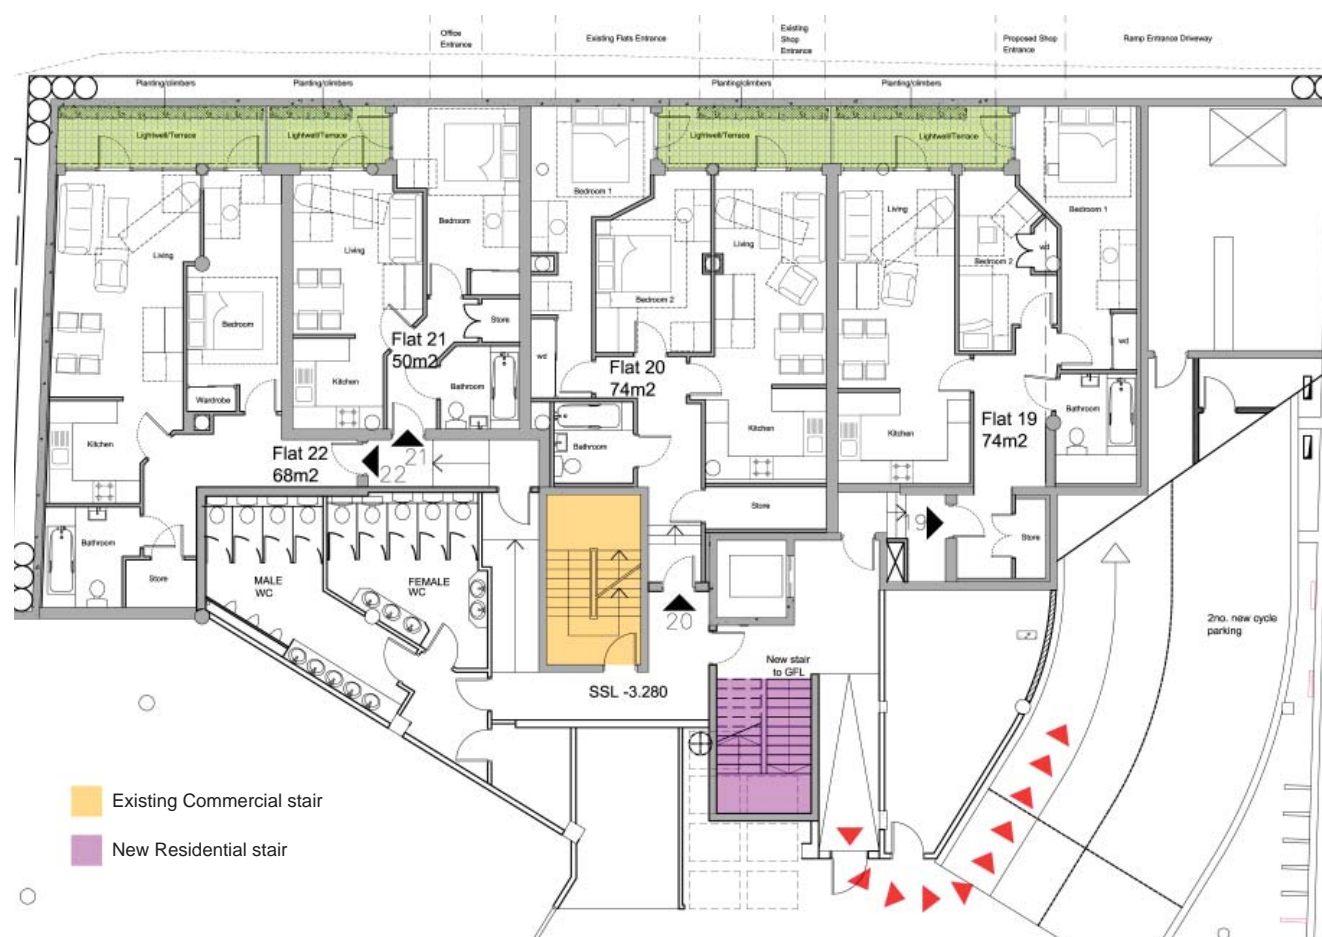 Office
Entrance
Existing Flats Entrance
Existing
Shop
Entrance
Proposed Shop
Entrance
Ramp Entrance Driveway
Planting/climbers
Planting/climbers
Planting/climbers
Planting/climbers
Lightwell/Terrace
Lightwell/Terrace
Lightwell/Terrace
Lightwell/Terrace
Bedroom 1
Bedroom
Living
Living
Bedroom 1
Living
Living
wd
Bedroom 2
Bedroom 2
Bedroom
Store
Flat 21
50m2
wd
wd
Flat 20
74m2
Kitchen
Bathroom
Wardrobe
Bathroom
Flat 19
74m2
Kitchen
Kitchen
Kitchen
Bathroom
Flat 22
68m2
21
22
Store
Bathroom
Store
19
Store
MALE
WC
FEMALE
WC
20
2no. new cycle
parking
New stair
to GFL
SSL -3.280
Existing Commercial stair
New Residential stair